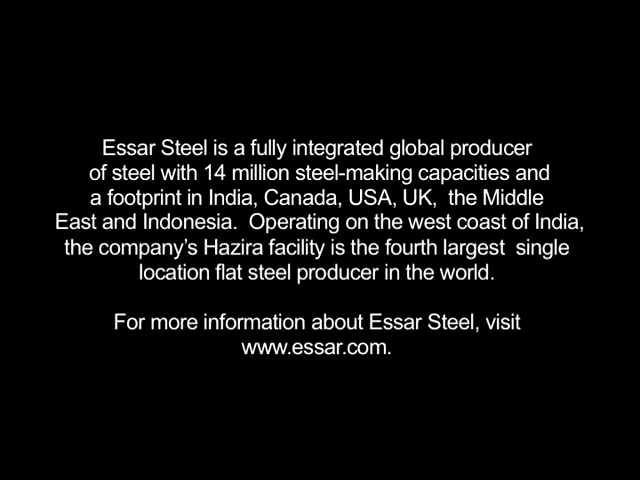 Essar Steel is a fully integrated global producer
of steel with 14 million steel-making capacities and
a footprint in India, Canada, USA, UK,  the Middle
East and Indonesia.  Operating on the west coast of India,
the company’s Hazira facility is the fourth largest  single
location flat steel producer in the world.
For more information about Essar Steel, visit
www.essar.com.